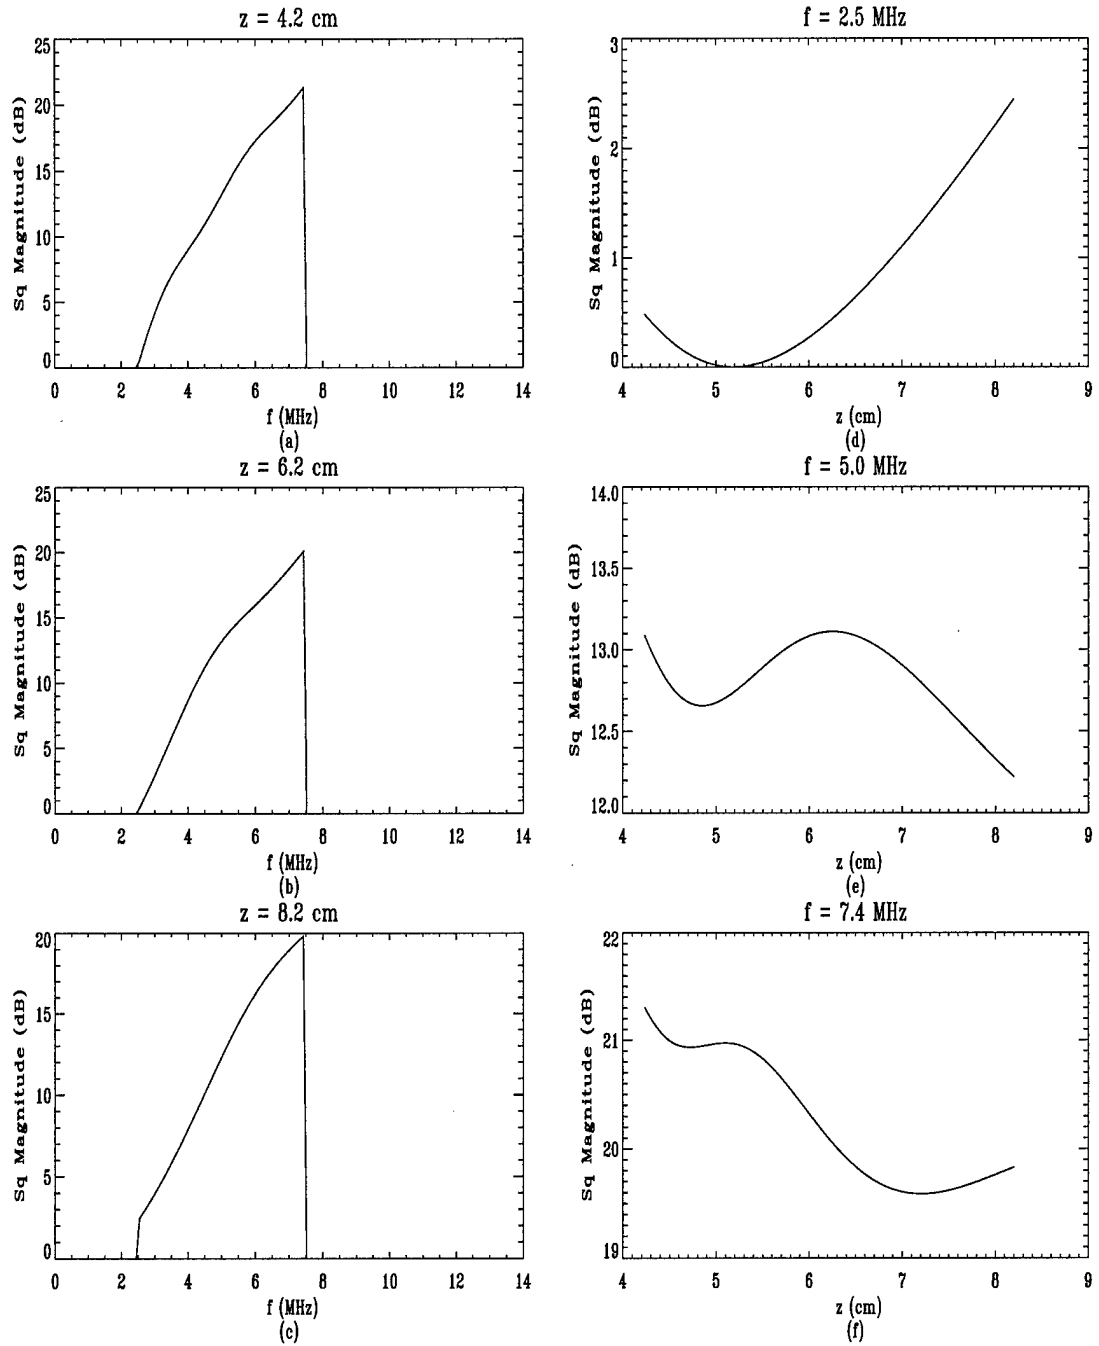 z = 4.2 cm
25
20
15
10
5
0
Sq Magnitude (dB)
0 2 4 6 8 10 12 14
f (MHz)
(a)
f = 2.5 MHz
3
2
1
0
Sq Magnitude (dB)
4 5 6 7 8 9
z (cm)
(d)
z = 6.2 cm
25
20
15
10
5
0
Sq Magnitude (dB)
0 2 4 6 8 10 12 14
f (MHz)
(b)
f = 5.0 MHz
14.0
13.5
13.0
12.5
12.0
Sq Magnitude (dB)
4 5 6 7 8 9
z (cm)
(e)
z = 8.2 cm
20
15
10
5
0
Sq Magnitude (dB)
0 2 4 6 8 10 12 14
f (MHz)
(c)
f = 7.4 MHz
22
21
20
19
Sq Magnitude (dB)
4 5 6 7 8 9
z (cm)
(f)